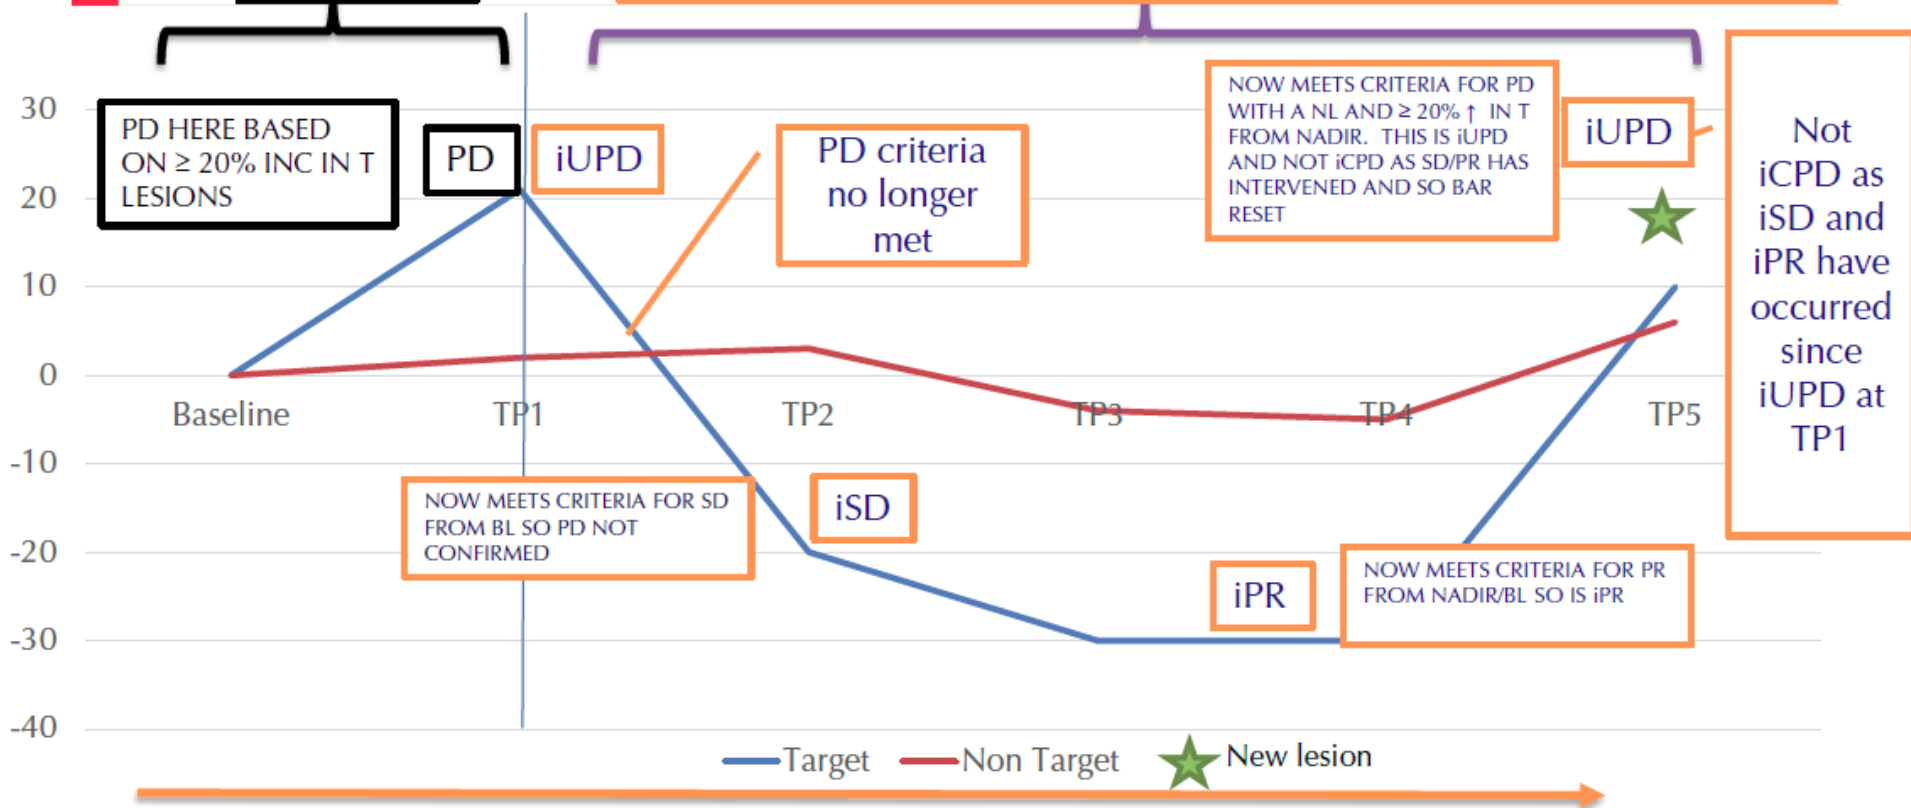 30
20
10
0
-10
-20
-30
-40
PD HERE BASED
ON ≥ 20% INC IN T
LESIONS
PD
iUPD
PD criteria
no longer
met
NOW MEETS CRITERIA FOR PD
WITH A NL AND ≥ 20% ↑ IN T
FROM NADIR. THIS IS iUPD
AND NOT iCPD AS SD/PR HAS
INTERVENED AND SO BAR
RESET
iUPD
Not
iCPD as
iSD and
iPR have
occurred
since
iUPD at
TP1
Baseline
TP1
TP2
TP3
TP4
TP5
NOW MEETS CRITERIA FOR SD
FROM BL SO PD NOT
CONFIRMED
iSD
iPR
NOW MEETS CRITERIA FOR PR
FROM NADIR/BL SO IS iPR
Target
Non Target
New lesion